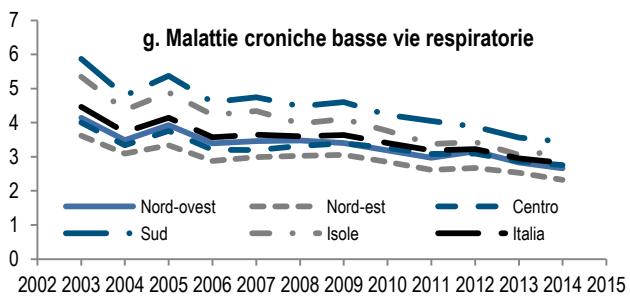 g. Malattie croniche basse vie respiratorie
7
6
5
4
3
2
1
0
Nord-ovest Nord-est Centro
Sud Isole Italia
2002 2003 2004 2005 2006 2007 2008 2009 2010 2011 2012 2013 2014 2015